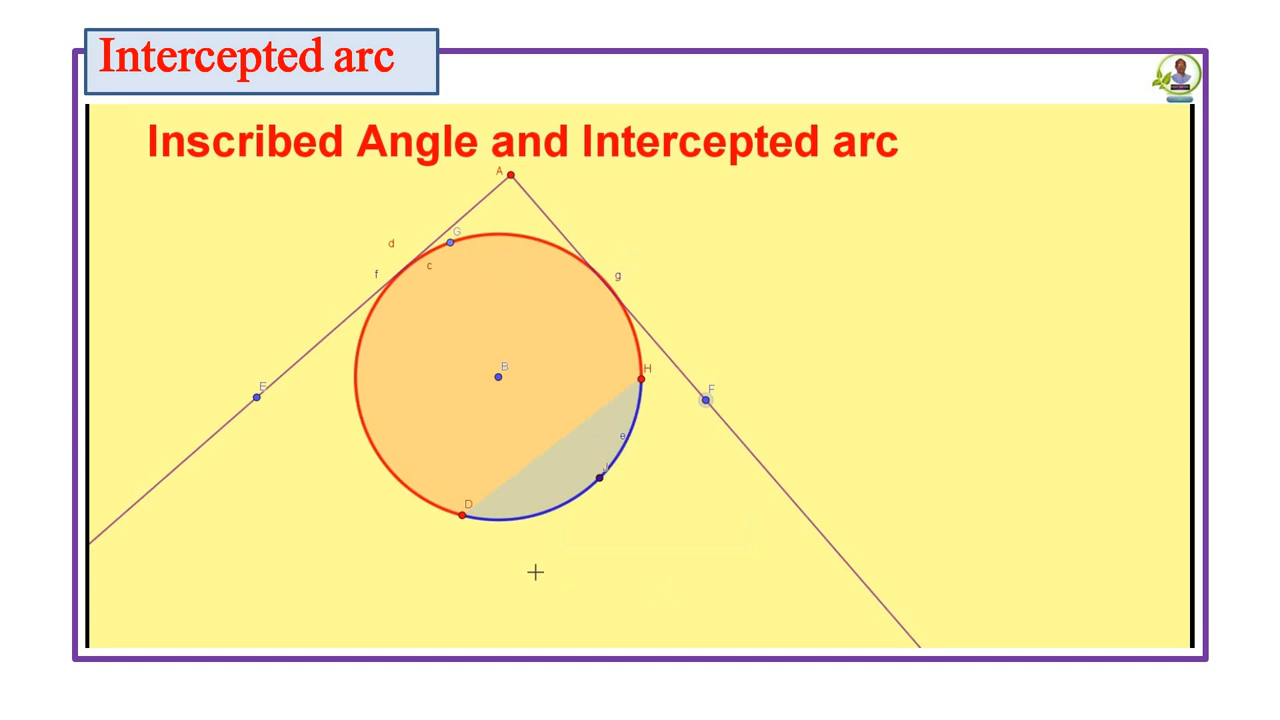 Intercepted arc
Inscribed Angle and Intercepted arc
A
G
d
c
f
g
B
H
E
F
e
J
D